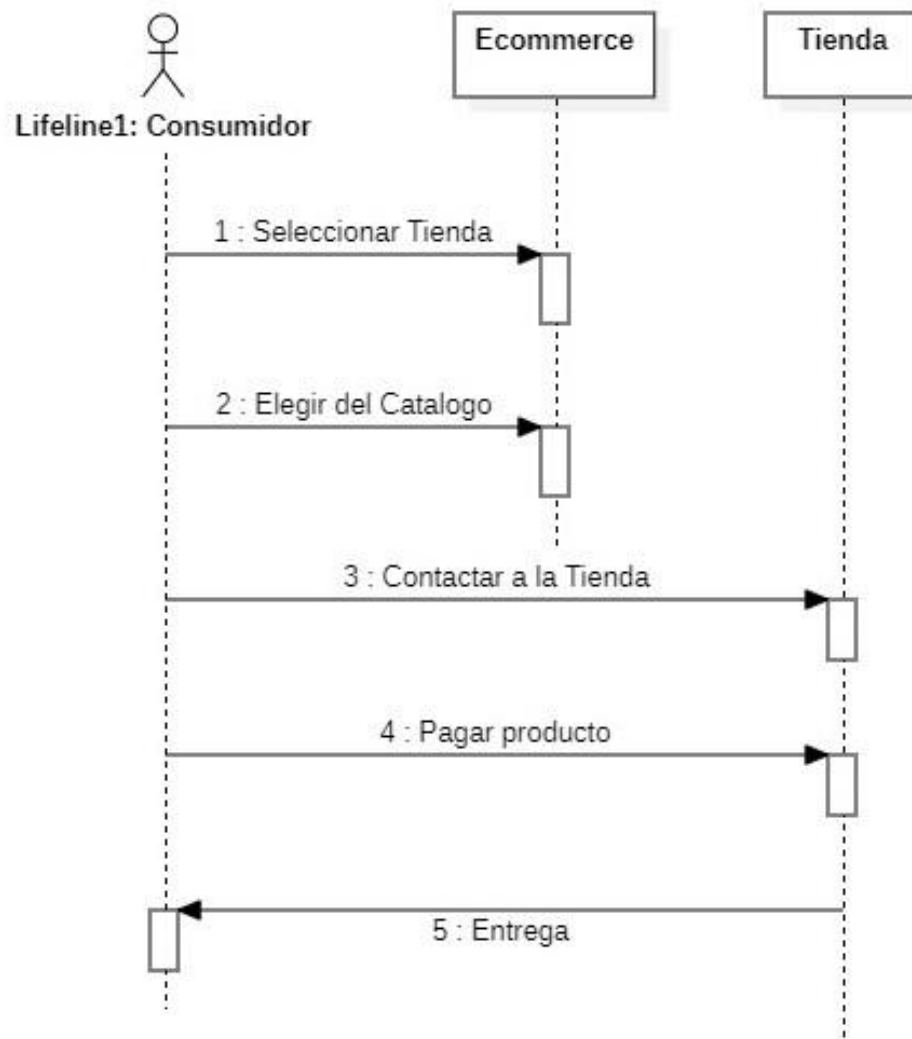 Ecommerce
Tienda
Lifeline1: Consumidor
1 : Seleccionar Tienda
2 : Elegir del Catalogo
3 : Contactar a la Tienda
4 : Pagar producto
5 : Entrega